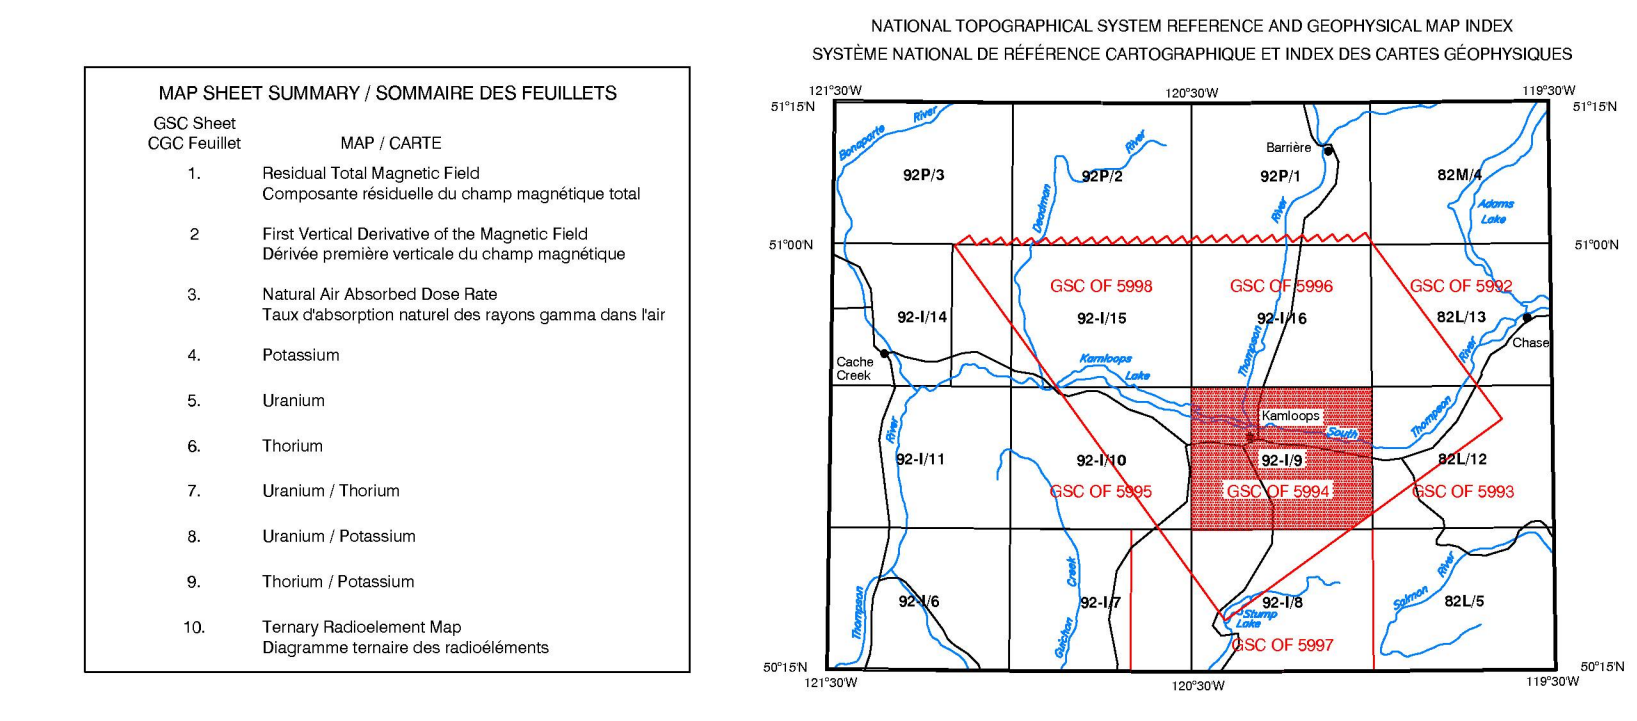 MAP SHEET SUMMARY / SOMMAIRE DES FEUILLETS
GSC Sheet
CGC Feuillet
MAP / CARTE
1. Residual Total Magnetic Field
Composante résiduelle du champ magnétique total
2 First Vertical Derivative of the Magnetic Field
Dérivée première verticale du champ magnétique
3. Natural Air Absorbed Dose Rate
Taux d'absorption naturel des rayons gamma dans l'air
4. Potassium
5. Uranium
6. Thorium
7. Uranium / Thorium
8. Uranium / Potassium
9. Thorium / Potassium
10. Ternary Radioelement Map
Diagramme ternaire des radioéléments
NATIONAL TOPOGRAPHICAL SYSTEM REFERENCE AND GEOPHYSICAL MAP INDEX
SYSTÈME NATIONAL DE RÉFÉRENCE CARTOGRAPHIQUE ET INDEX DES CARTES GÉOPHYSIQUES
121°30'W
120°30'W
119°30'W
51°15'N
51°15'N
Bonaparte River
Deadman River
Barrière
92P/3
92P/2
92P/1
82M/4
River
Adams
Lake
51°00'N
51°00'N
GSC OF 5998
GSC OF 5996
GSC OF 5992
92-I/14
92-I/15
92-I/16
82L/13
Chase
Cache
Creek
Kamloops
Lake
Thompson
River
Kamloops
South
Thompson
River
92-I/11
92-I/10
92-I/9
82L/12
GSC OF 5995
GSC OF 5994
GSC OF 5993
Thompson
Guichon
Creek
92-I/6
92-I/7
92-I/8
82L/5
Stump
Lake
Salmon
River
GSC OF 5997
50°15'N
50°15'N
121°30'W
120°30'W
119°30'W